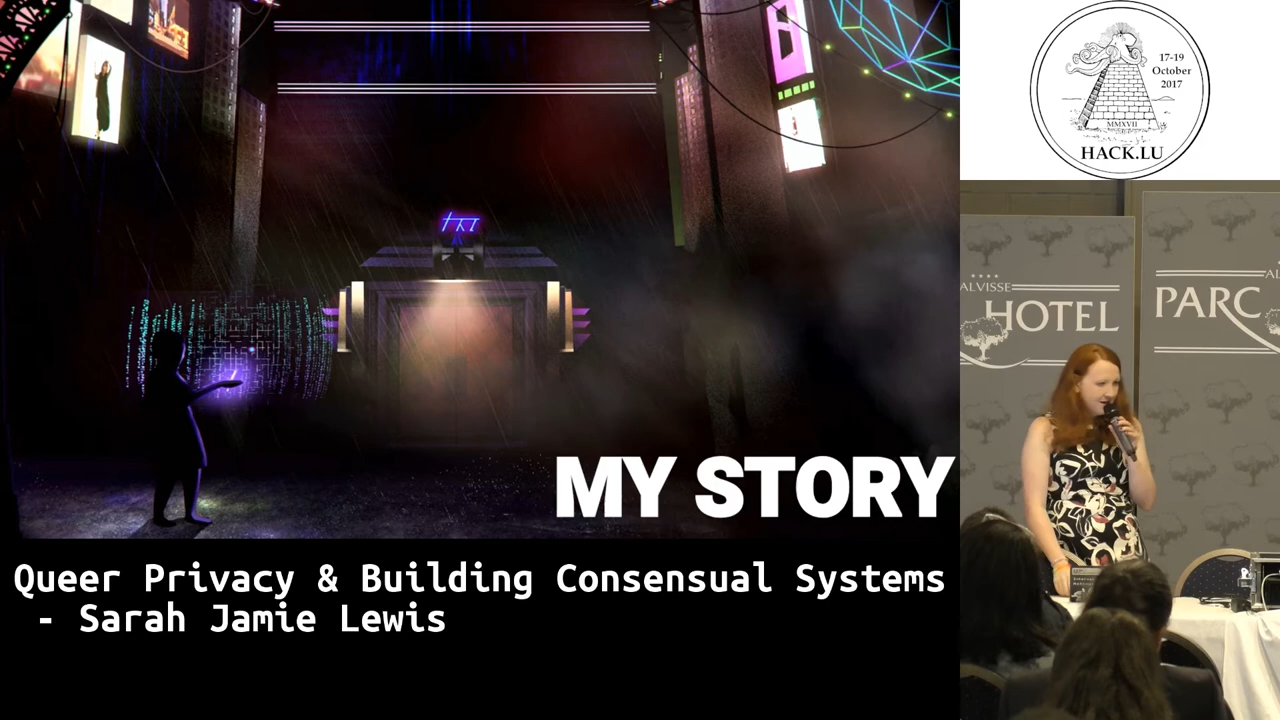 MY STORY
Queer Privacy & Building Consensual Systems
- Sarah Jamie Lewis
17-19
October
2017
MMXVII
HACK.LU
ALVISSE
HOTEL
PARC